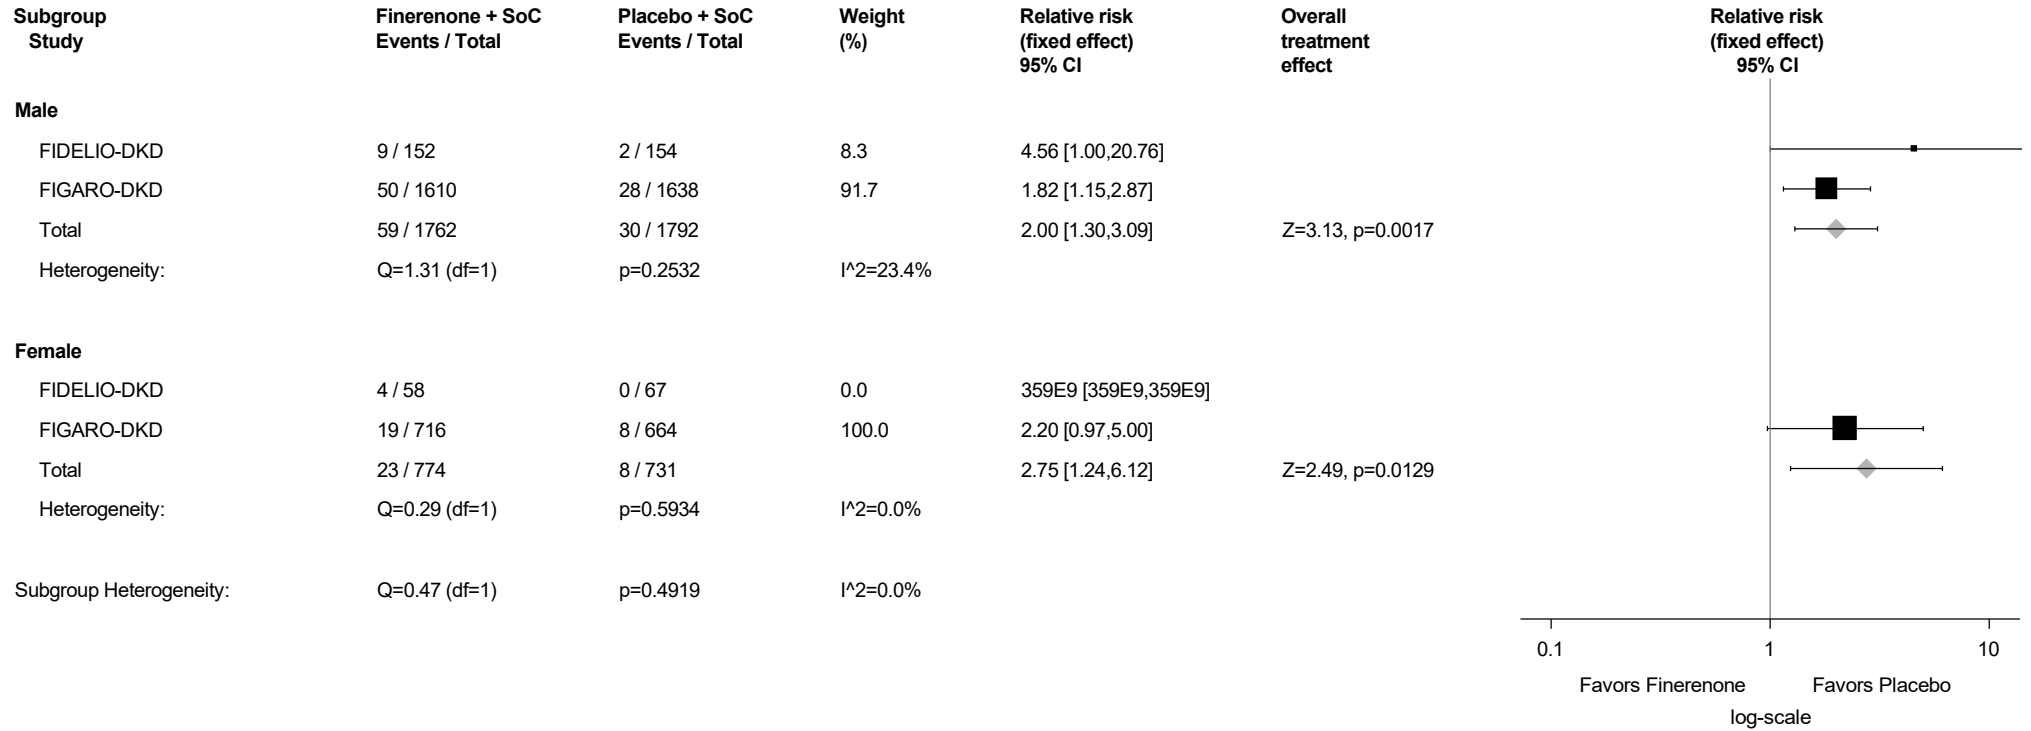 Subgroup Finerenone + SoC Placebo + SoC Weight Relative risk Overall Relative risk
Study Events / Total Events / Total (%) (fixed effect) treatment (fixed effect)
95% CI effect 95% CI
Male
FIDELIO-DKD 9 / 152 2 / 154 8.3 4.56 [1.00,20.76]
FIGARO-DKD 50 / 1610 28 / 1638 91.7 1.82 [1.15,2.87]
Total 59 / 1762 30 / 1792 2.00 [1.30,3.09] Z=3.13, p=0.0017
Heterogeneity: Q=1.31 (df=1) p=0.2532 I^2=23.4%
Female
FIDELIO-DKD 4 / 58 0 / 67 0.0 359E9 [359E9,359E9]
FIGARO-DKD 19 / 716 8 / 664 100.0 2.20 [0.97,5.00]
Total 23 / 774 8 / 731 2.75 [1.24,6.12] Z=2.49, p=0.0129
Heterogeneity: Q=0.29 (df=1) p=0.5934 I^2=0.0%
Subgroup Heterogeneity: Q=0.47 (df=1) p=0.4919 I^2=0.0%
0.1 1 10
Favors Finerenone Favors Placebo
log-scale